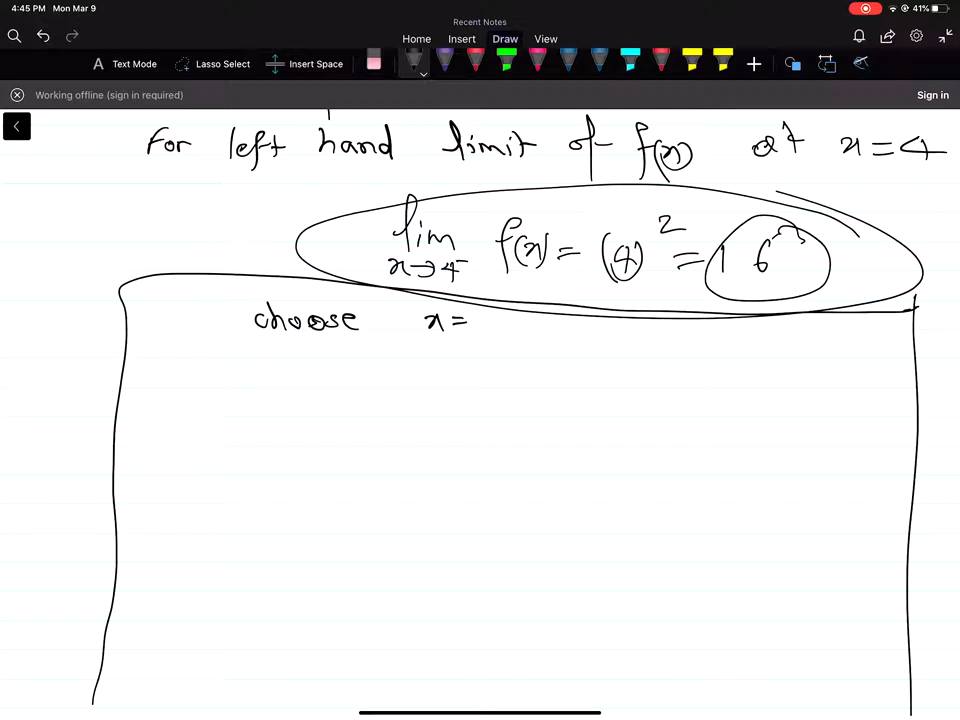 4:45 PM Mon Mar 9
41%
Recent Notes
Home Insert Draw View
Text Mode Lasso Select Insert Space
Working offline (sign in required) Sign in
For left hand limit of f(x) at x=4
lim f(x) = (4)² = 16
x→4⁻
choose x=